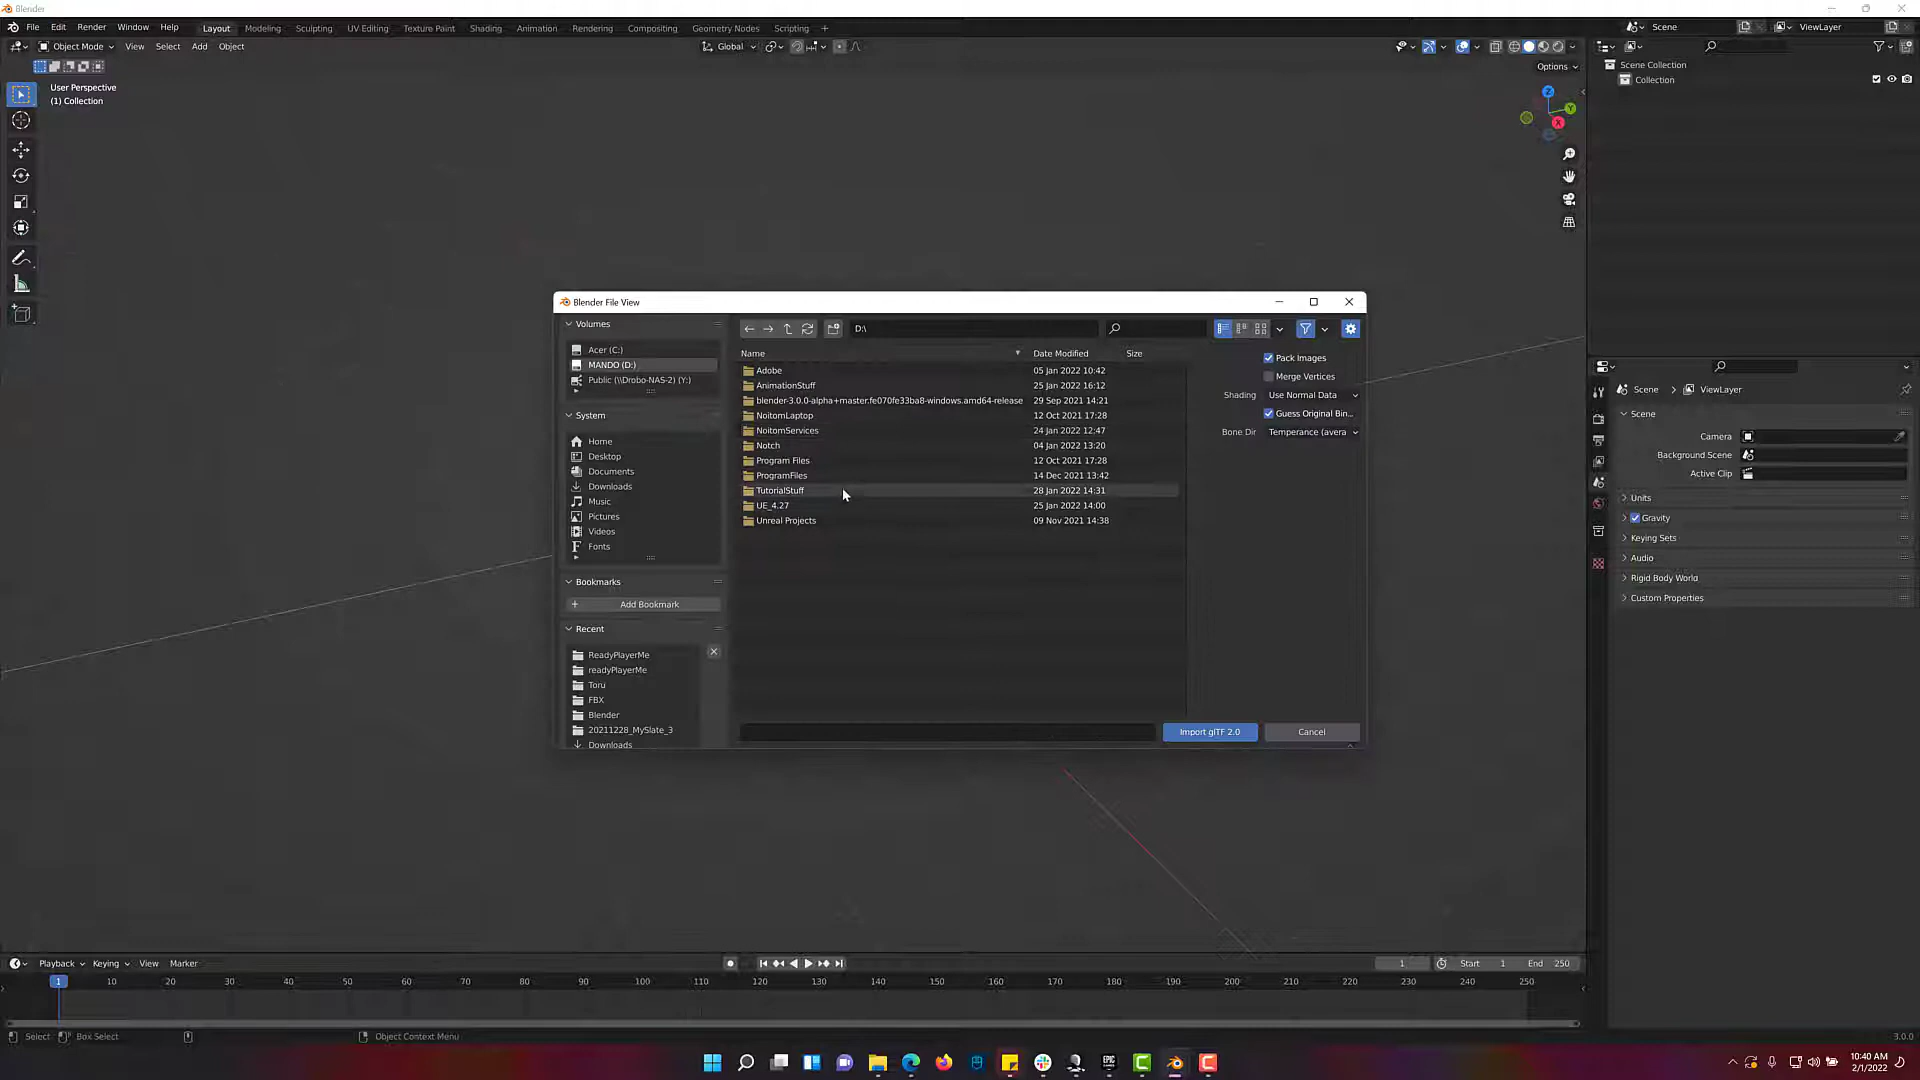 Blender
File Edit Render Window Help Layout Modeling Sculpting UV Editing Texture Paint Shading Animation Rendering Compositing Geometry Nodes Scripting + Scene ViewLayer
Object Mode View Select Add Object Global
Options
User Perspective
(1) Collection
Scene Collection
Collection
Z
Y
X
Blender File View
Volumes
Acer (C:)
MANDO (D:)
Public (\\Drobo-NAS-2) (Y:)
System
Home
Desktop
Documents
Downloads
Music
Pictures
Videos
Fonts
Bookmarks
Add Bookmark
Recent
ReadyPlayerMe
readyPlayerMe
Toru
FBX
Blender
20211228_MySlate_3
Downloads
D:\
Name Date Modified Size
Adobe 05 Jan 2022 10:42
AnimationStuff 25 Jan 2022 16:12
blender-3.0.0-alpha+master.fe070fe33ba8-windows.amd64-release 29 Sep 2021 14:21
NoitomLaptop 12 Oct 2021 17:28
NoitomServices 24 Jan 2022 12:47
Notch 04 Jan 2022 13:20
Program Files 12 Oct 2021 17:28
ProgramFiles 14 Dec 2021 13:42
TutorialStuff 28 Jan 2022 14:31
UE_4.27 25 Jan 2022 14:00
Unreal Projects 09 Nov 2021 14:38
Pack Images
Merge Vertices
Shading Use Normal Data
Guess Original Bin...
Bone Dir Temperance (avera
Import glTF 2.0 Cancel
Scene ViewLayer
Scene
Camera
Background Scene
Active Clip
Units
Gravity
Keying Sets
Audio
Rigid Body World
Custom Properties
Playback Keying View Marker 1 Start 1 End 250
1 10 20 30 40 50 60 70 80 90 100 110 120 130 140 150 160 170 180 190 200 210 220 230 240 250
Select Box Select Object Context Menu 3.0.0
10:40 AM
2/1/2022